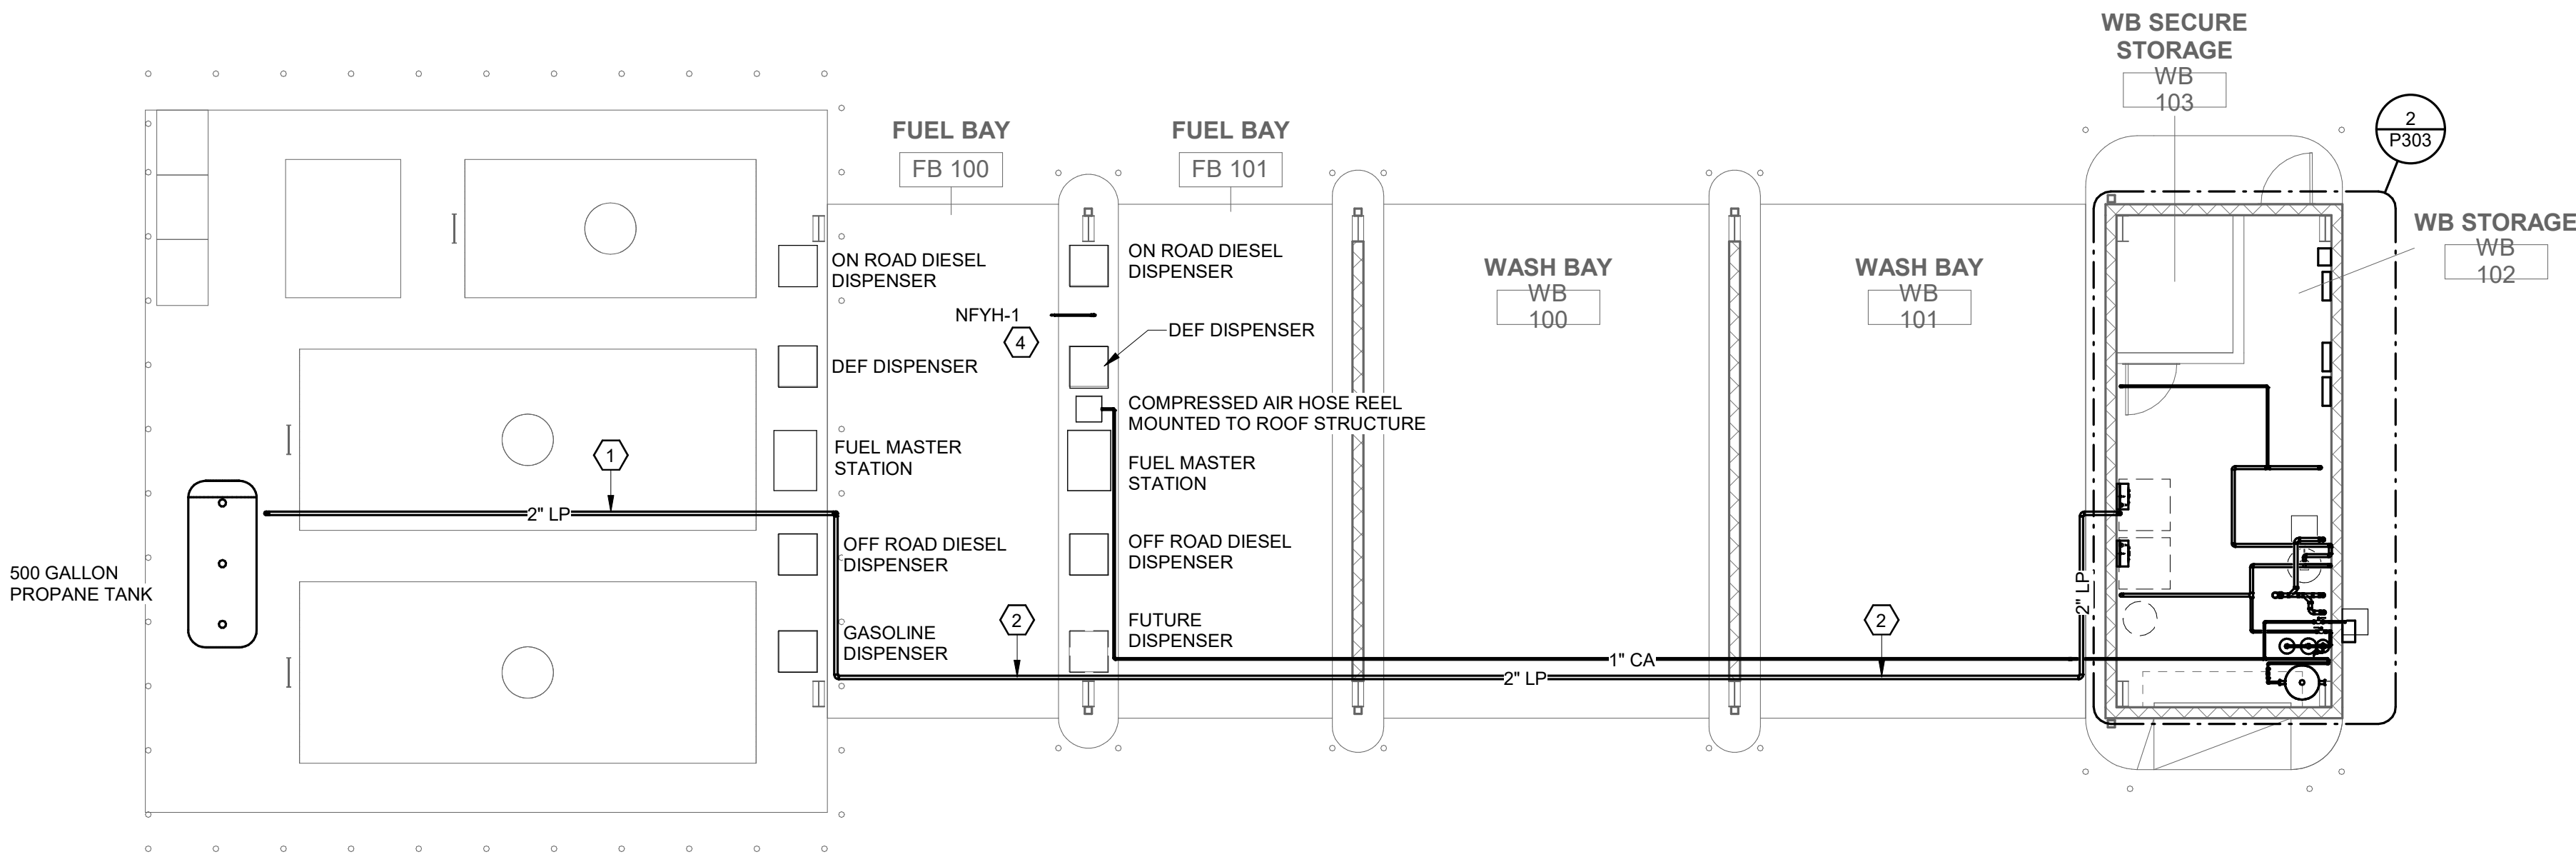 WB SECURE
STORAGE
WB
103
2
P303
FUEL BAY
FB 100
FUEL BAY
FB 101
WB STORAGE
WB
102
ON ROAD DIESEL
DISPENSER
ON ROAD DIESEL
DISPENSER
WASH BAY
WB
100
WASH BAY
WB
101
NFYH-1
4
DEF DISPENSER
DEF DISPENSER
COMPRESSED AIR HOSE REEL
MOUNTED TO ROOF STRUCTURE
FUEL MASTER
STATION
FUEL MASTER
STATION
1
2" LP
OFF ROAD DIESEL
DISPENSER
OFF ROAD DIESEL
DISPENSER
500 GALLON
PROPANE TANK
2" LP
GASOLINE
DISPENSER
2
FUTURE
DISPENSER
2
1" CA
2" LP